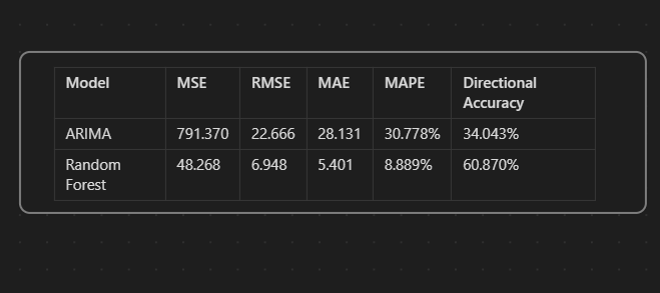 Model MSE RMSE MAE MAPE Directional
Accuracy
ARIMA 791.370 22.666 28.131 30.778% 34.043%
Random 48.268 6.948 5.401 8.889% 60.870%
Forest